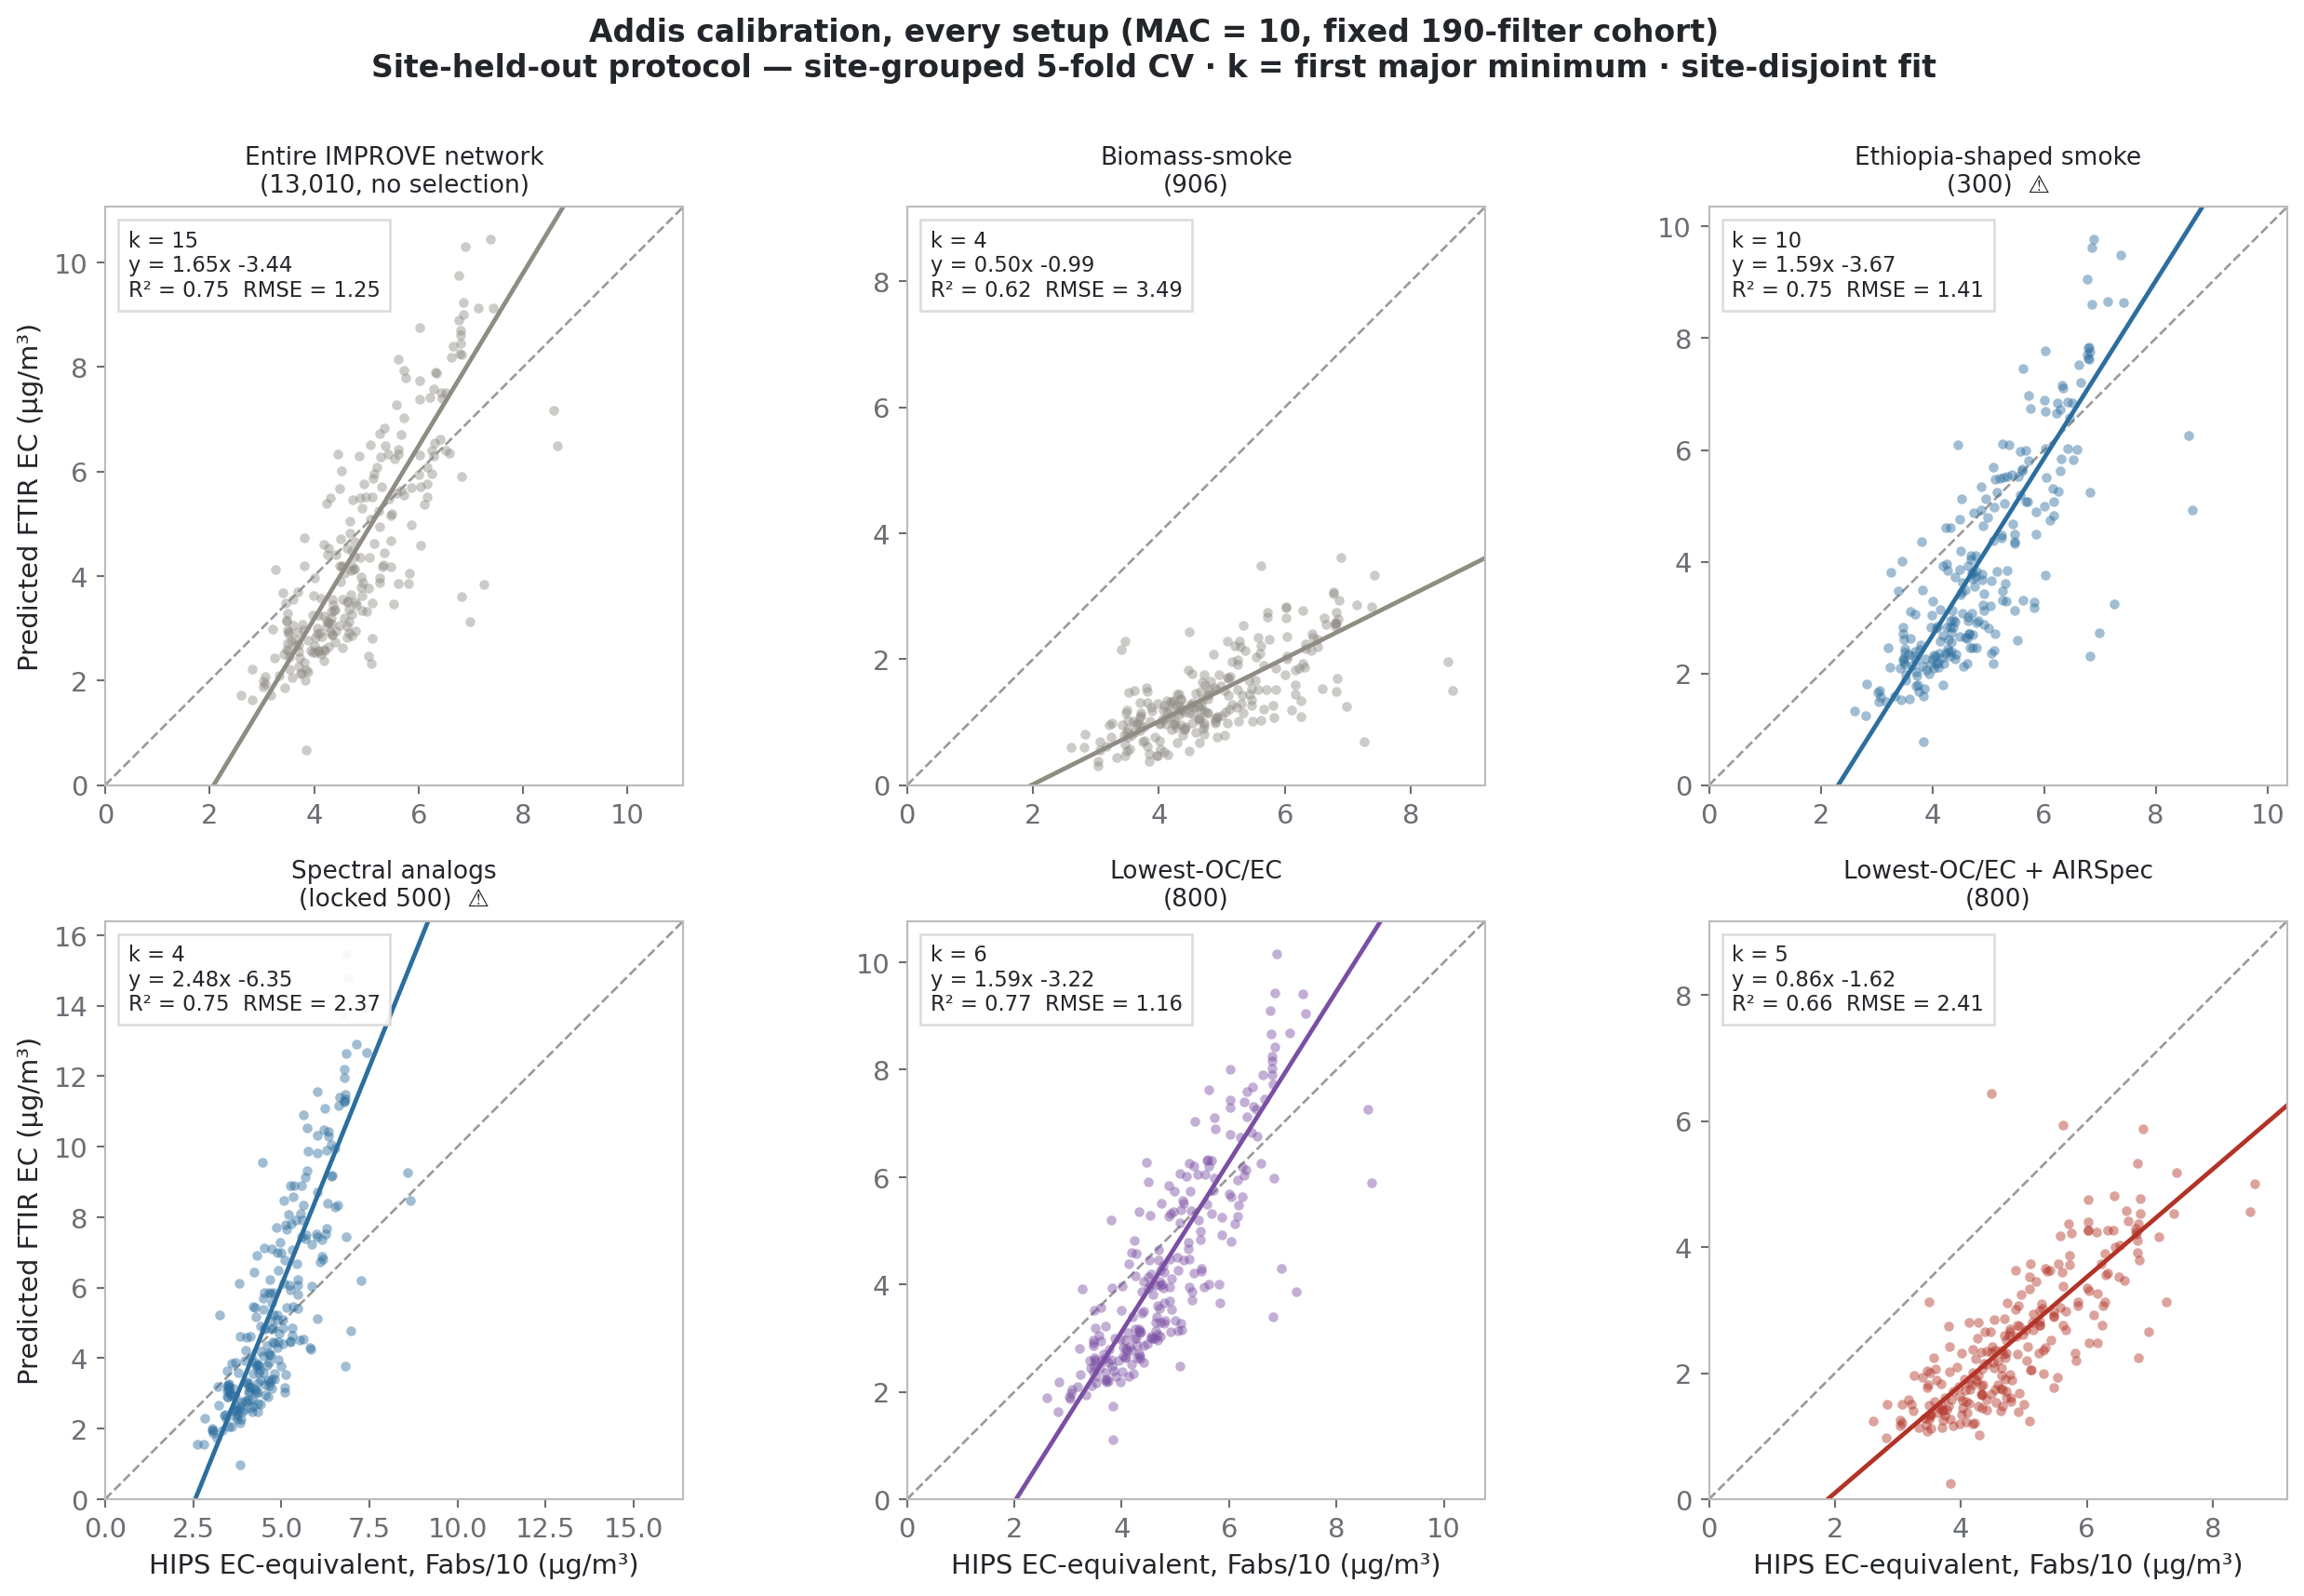 Addis calibration, every setup (MAC = 10, fixed 190-filter cohort)
Site-held-out protocol — site-grouped 5-fold CV · k = first major minimum · site-disjoint fit
Entire IMPROVE network
(13,010, no selection)
k = 15
y = 1.65x -3.44
R² = 0.75  RMSE = 1.25
Predicted FTIR EC (µg/m³)
10
8
6
4
2
0
0 2 4 6 8 10
Biomass-smoke
(906)
k = 4
y = 0.50x -0.99
R² = 0.62  RMSE = 3.49
8
6
4
2
0
0 2 4 6 8
Ethiopia-shaped smoke
(300) ⚠
k = 10
y = 1.59x -3.67
R² = 0.75  RMSE = 1.41
10
8
6
4
2
0
0 2 4 6 8 10
Spectral analogs
(locked 500) ⚠
k = 4
y = 2.48x -6.35
R² = 0.75  RMSE = 2.37
Predicted FTIR EC (µg/m³)
16
14
12
10
8
6
4
2
0
0.0 2.5 5.0 7.5 10.0 12.5 15.0
HIPS EC-equivalent, Fabs/10 (µg/m³)
Lowest-OC/EC
(800)
k = 6
y = 1.59x -3.22
R² = 0.77  RMSE = 1.16
10
8
6
4
2
0
0 2 4 6 8 10
HIPS EC-equivalent, Fabs/10 (µg/m³)
Lowest-OC/EC + AIRSpec
(800)
k = 5
y = 0.86x -1.62
R² = 0.66  RMSE = 2.41
8
6
4
2
0
0 2 4 6 8
HIPS EC-equivalent, Fabs/10 (µg/m³)